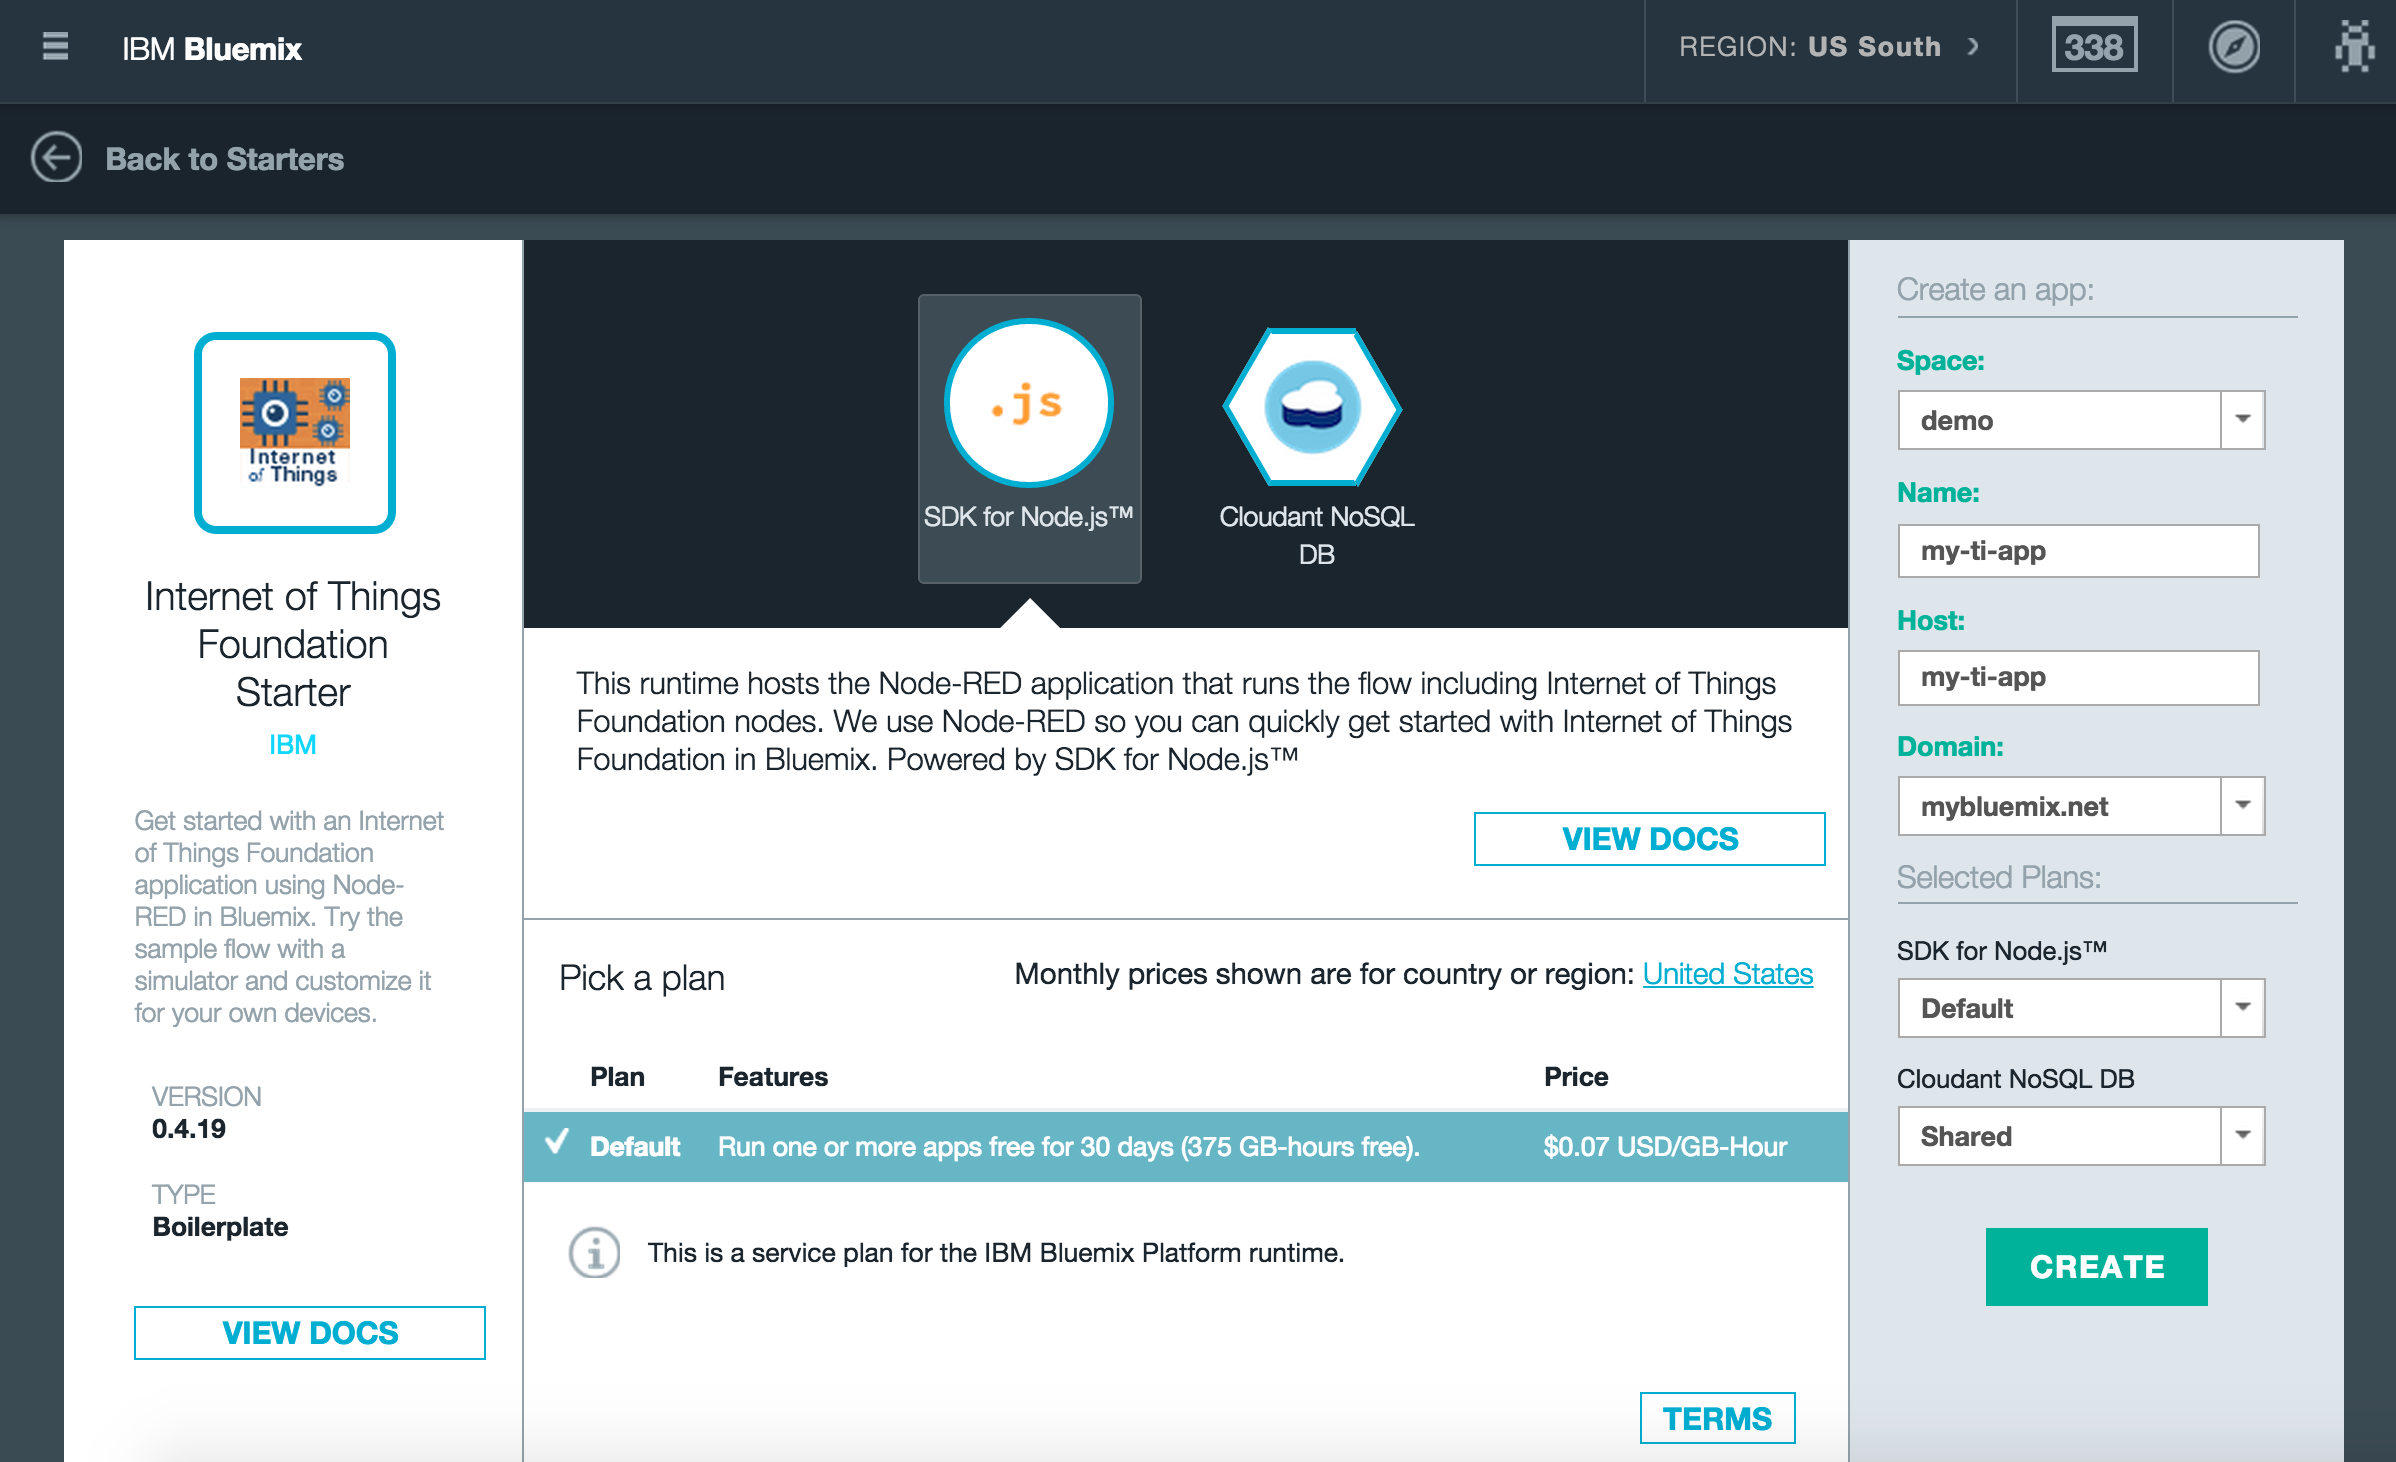 IBM Bluemix
REGION: US South
338
Back to Starters
Internet
of Things
Internet of Things
Foundation
Starter
IBM
Get started with an Internet
of Things Foundation
application using Node-
RED in Bluemix. Try the
sample flow with a
simulator and customize it
for your own devices.
VERSION
0.4.19
TYPE
Boilerplate
VIEW DOCS
.js
SDK for Node.js™
Cloudant NoSQL
DB
This runtime hosts the Node-RED application that runs the flow including Internet of Things
Foundation nodes. We use Node-RED so you can quickly get started with Internet of Things
Foundation in Bluemix. Powered by SDK for Node.js™
VIEW DOCS
Pick a plan
Monthly prices shown are for country or region: United States
Plan Features Price
Default Run one or more apps free for 30 days (375 GB-hours free). $0.07 USD/GB-Hour
This is a service plan for the IBM Bluemix Platform runtime.
TERMS
Create an app:
Space:
demo
Name:
my-ti-app
Host:
my-ti-app
Domain:
mybluemix.net
Selected Plans:
SDK for Node.js™
Default
Cloudant NoSQL DB
Shared
CREATE